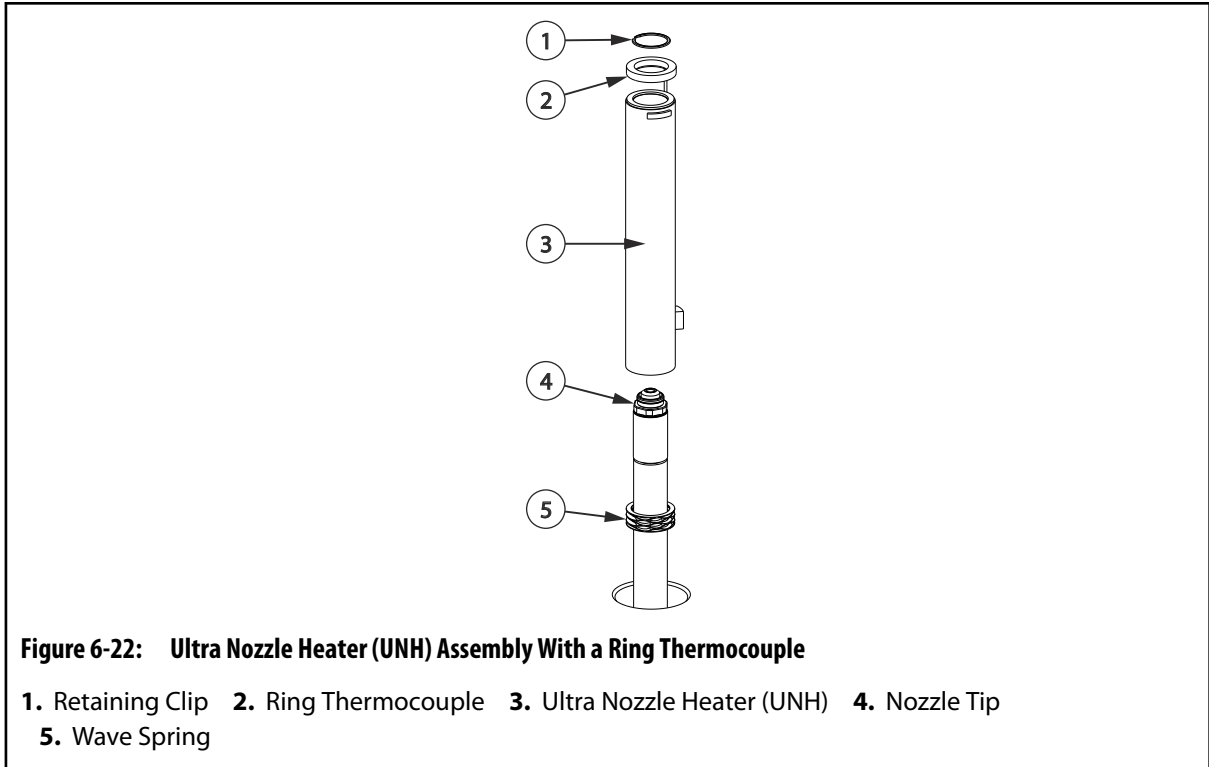 1
2
3
4
5
Figure 6-22: Ultra Nozzle Heater (UNH) Assembly With a Ring Thermocouple
1. Retaining Clip 2. Ring Thermocouple 3. Ultra Nozzle Heater (UNH) 4. Nozzle Tip
5. Wave Spring